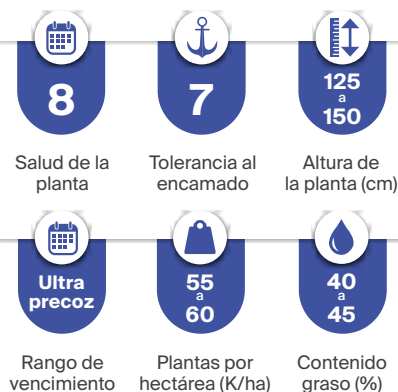 8
Salud de la
planta
7
Tolerancia al
encamado
125
a
150
Altura de
la planta (cm)
Ultra
precoz
Rango de
vencimiento
55
a
60
Plantas por
hectárea (K/ha)
40
a
45
Contenido
graso (%)